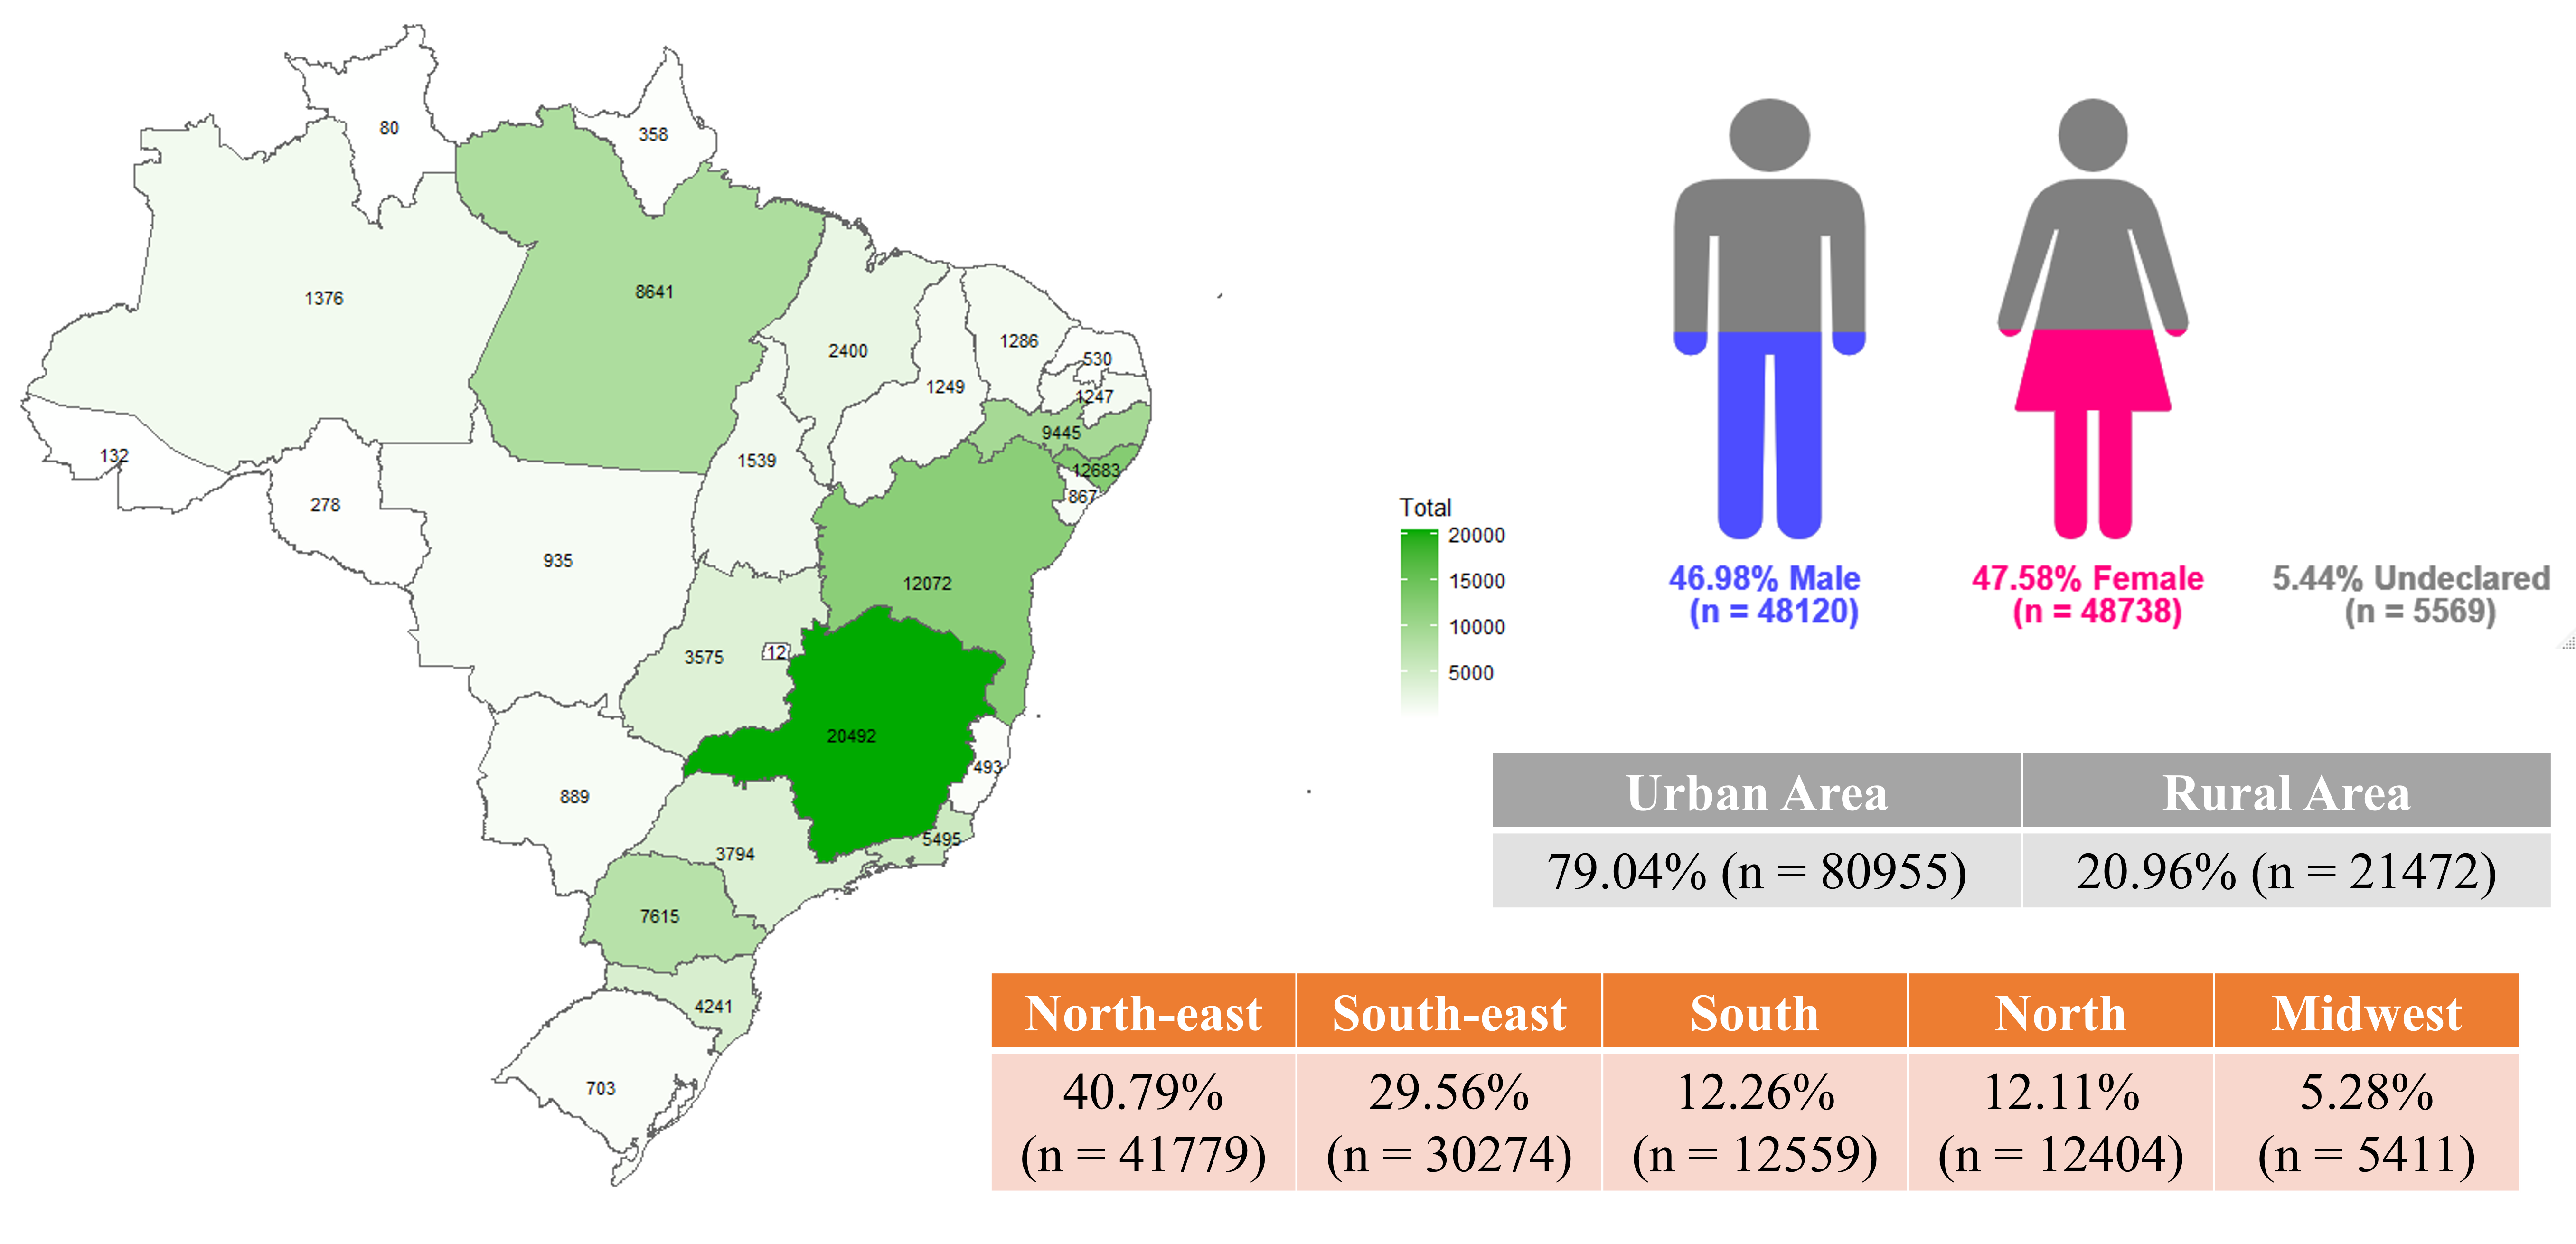 80
358
1376
8641
2400
1286
530
1249
1247
9445
132
1539
12683
867
278
935
12072
3575
12
20492
493
889
5495
3794
7615
4241
703
Total
20000
15000
10000
5000
46.98% Male
(n = 48120)
47.58% Female
(n = 48738)
5.44% Undeclared
(n = 5569)
Urban Area
Rural Area
79.04% (n = 80955)
20.96% (n = 21472)
North-east
South-east
South
North
Midwest
40.79%
(n = 41779)
29.56%
(n = 30274)
12.26%
(n = 12559)
12.11%
(n = 12404)
5.28%
(n = 5411)